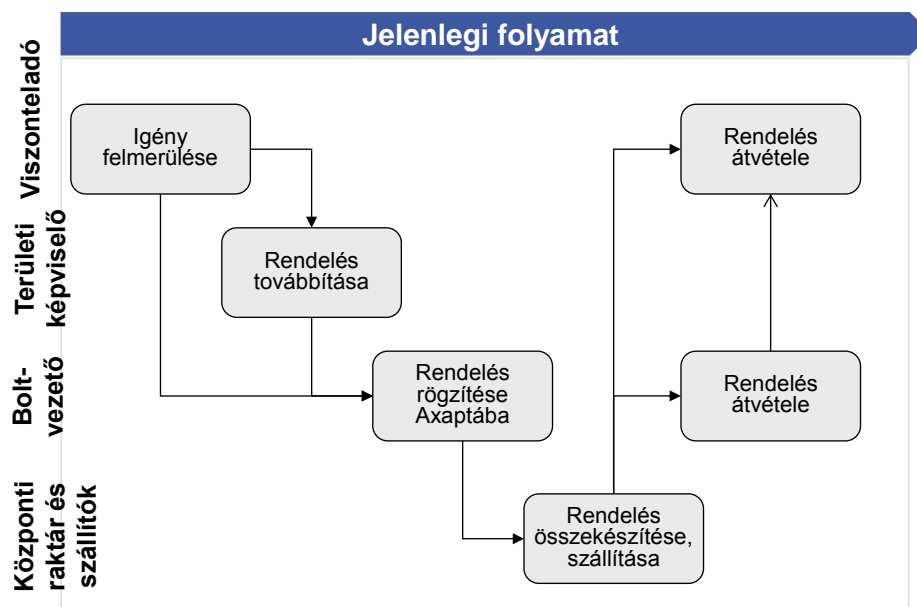 Jelenlegi folyamat
Viszonteladó
Igény
felmerülése
Rendelés
átvétele
Területi
képviselő
Rendelés
továbbítása
Bolt-
vezető
Rendelés
rögzítése
Axaptába
Rendelés
átvétele
Központi
raktár és
szállítók
Rendelés
összekészítése,
szállítása